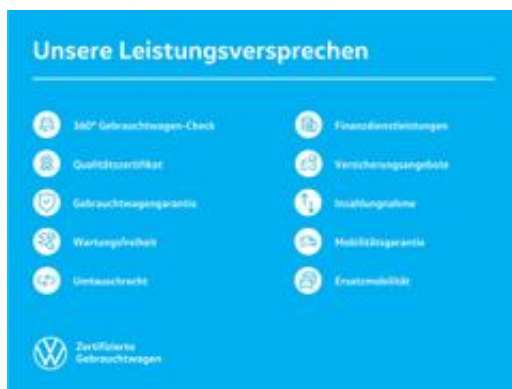 Unsere Leistungsversprechen
360° Gebrauchtwagen-Check
Qualitätszertifikat
Gebrauchtwagengarantie
Wartungsfreiheit
Umtauschrecht
Finanzdienstleistungen
Versicherungsangebote
Inzahlungnahme
Mobilitätsgarantie
Ersatzmobilität
Zertifizierte
Gebrauchtwagen